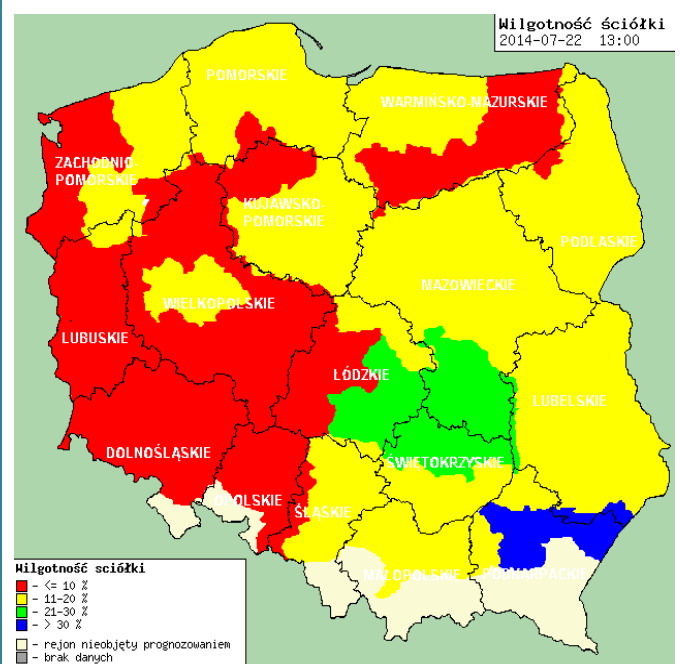 Wilgotność ściółki
2014-07-22 13:00
POMORSKIE
WARMIŃSKO-MAZURSKIE
ZACHODNIO-
POMORSKIE
KUJAWSKO-
POMORSKIE
PODLASKIE
MAZOWIECKIE
WIELKOPOLSKIE
LUBUSKIE
ŁÓDZKIE
LUBELSKIE
DOLNOŚLĄSKIE
ŚWIĘTOKRZYSKIE
OPOLSKIE
ŚLĄSKIE
MAŁOPOLSKIE
PODKARPACKIE
Wilgotność sciółki
- <= 10 %
- 11-20 %
- 21-30 %
- > 30 %
- rejon nieobjęty prognozowaniem
- brak danych